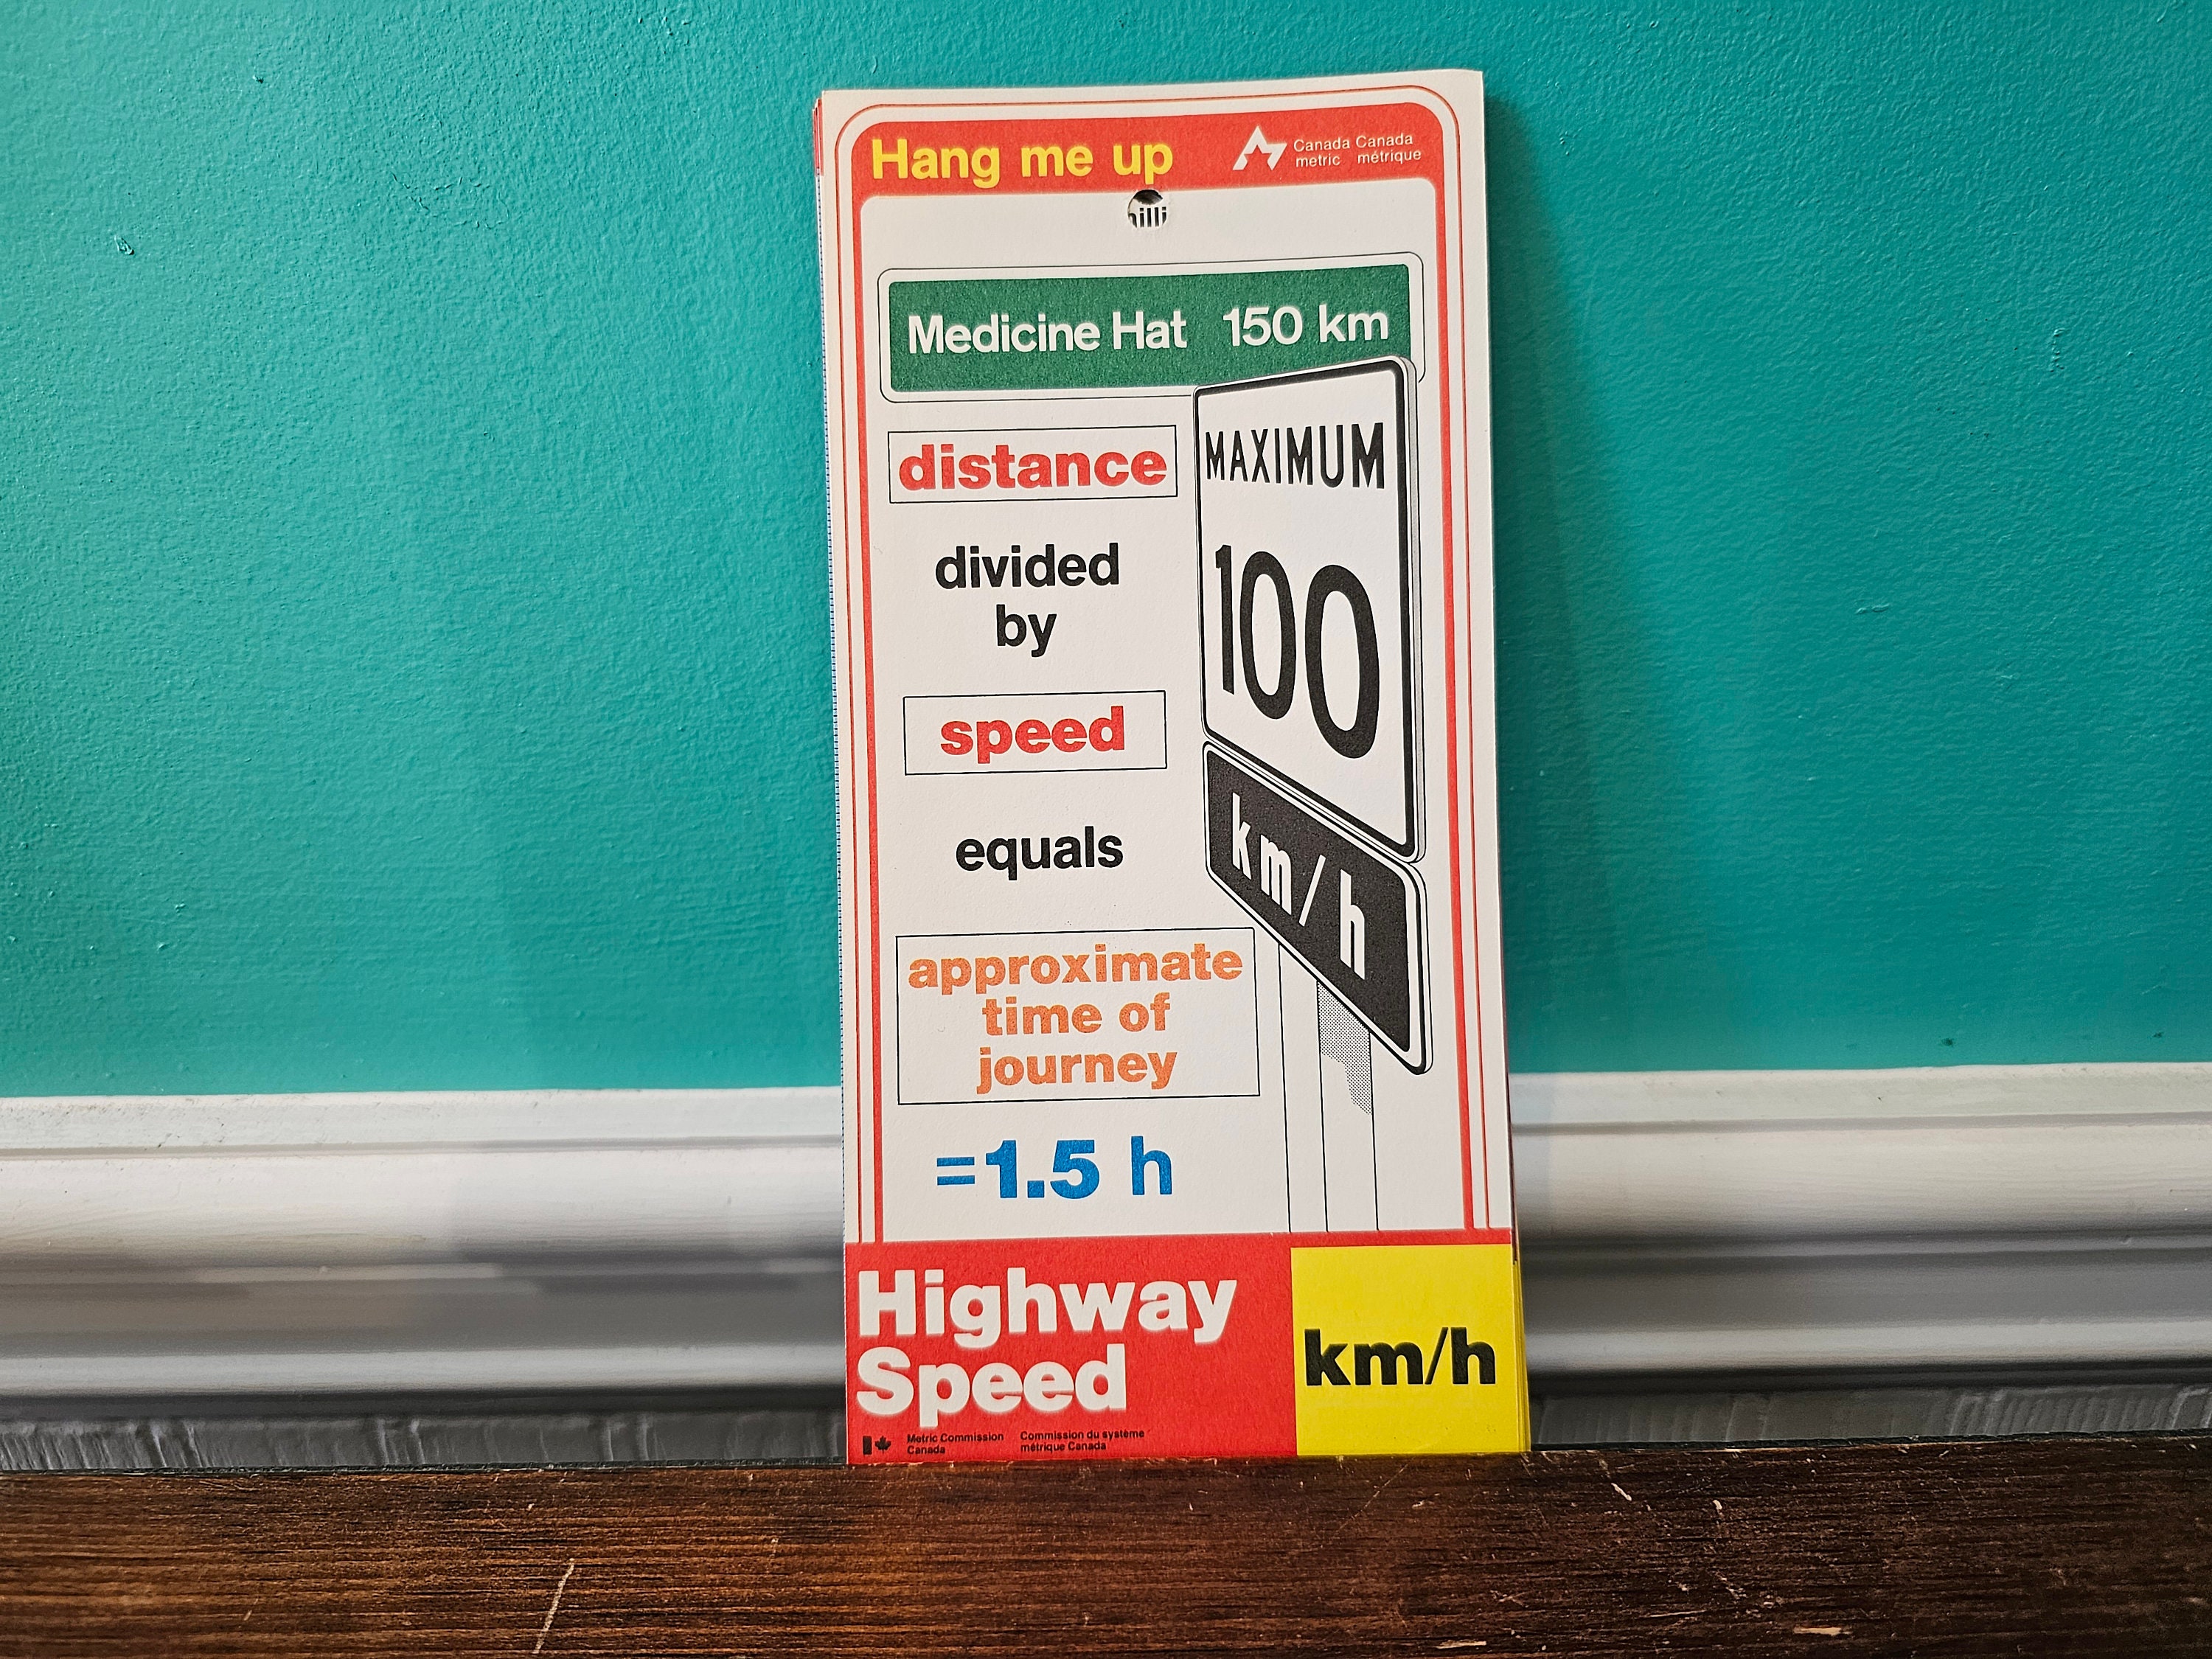 Hang me up
Canada Canada
metric métrique
illi
Medicine Hat 150 km
MAXIMUM
100
km/h
distance
divided
by
speed
equals
approximate
time of
journey
=1.5 h
Highway
Speed
km/h
Metric Commission Commission du système
Canada métrique Canada